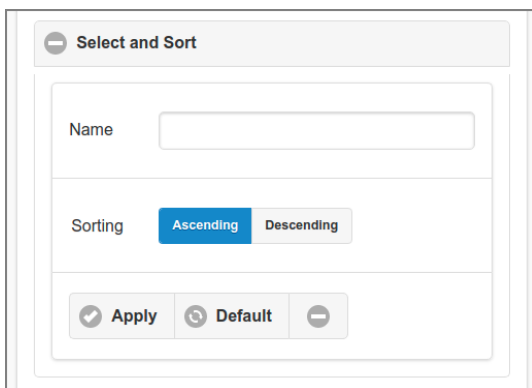 Select and Sort
Name
Sorting Ascending Descending
Apply Default